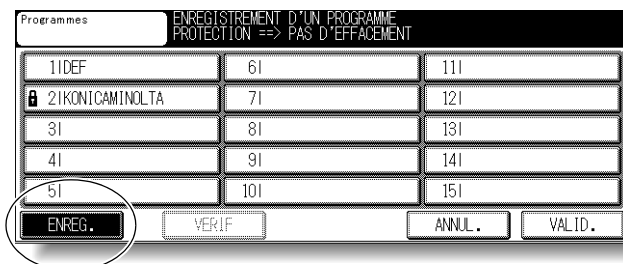 Programmes
ENREGISTREMENT D'UN PROGRAMME
PROTECTION ==> PAS D'EFFACEMENT
1|DEF 6| 11|
2|KONICAMINOLTA 7| 12|
3| 8| 13|
4| 9| 14|
5| 10| 15|
ENREG. VERIF ANNUL. VALID.